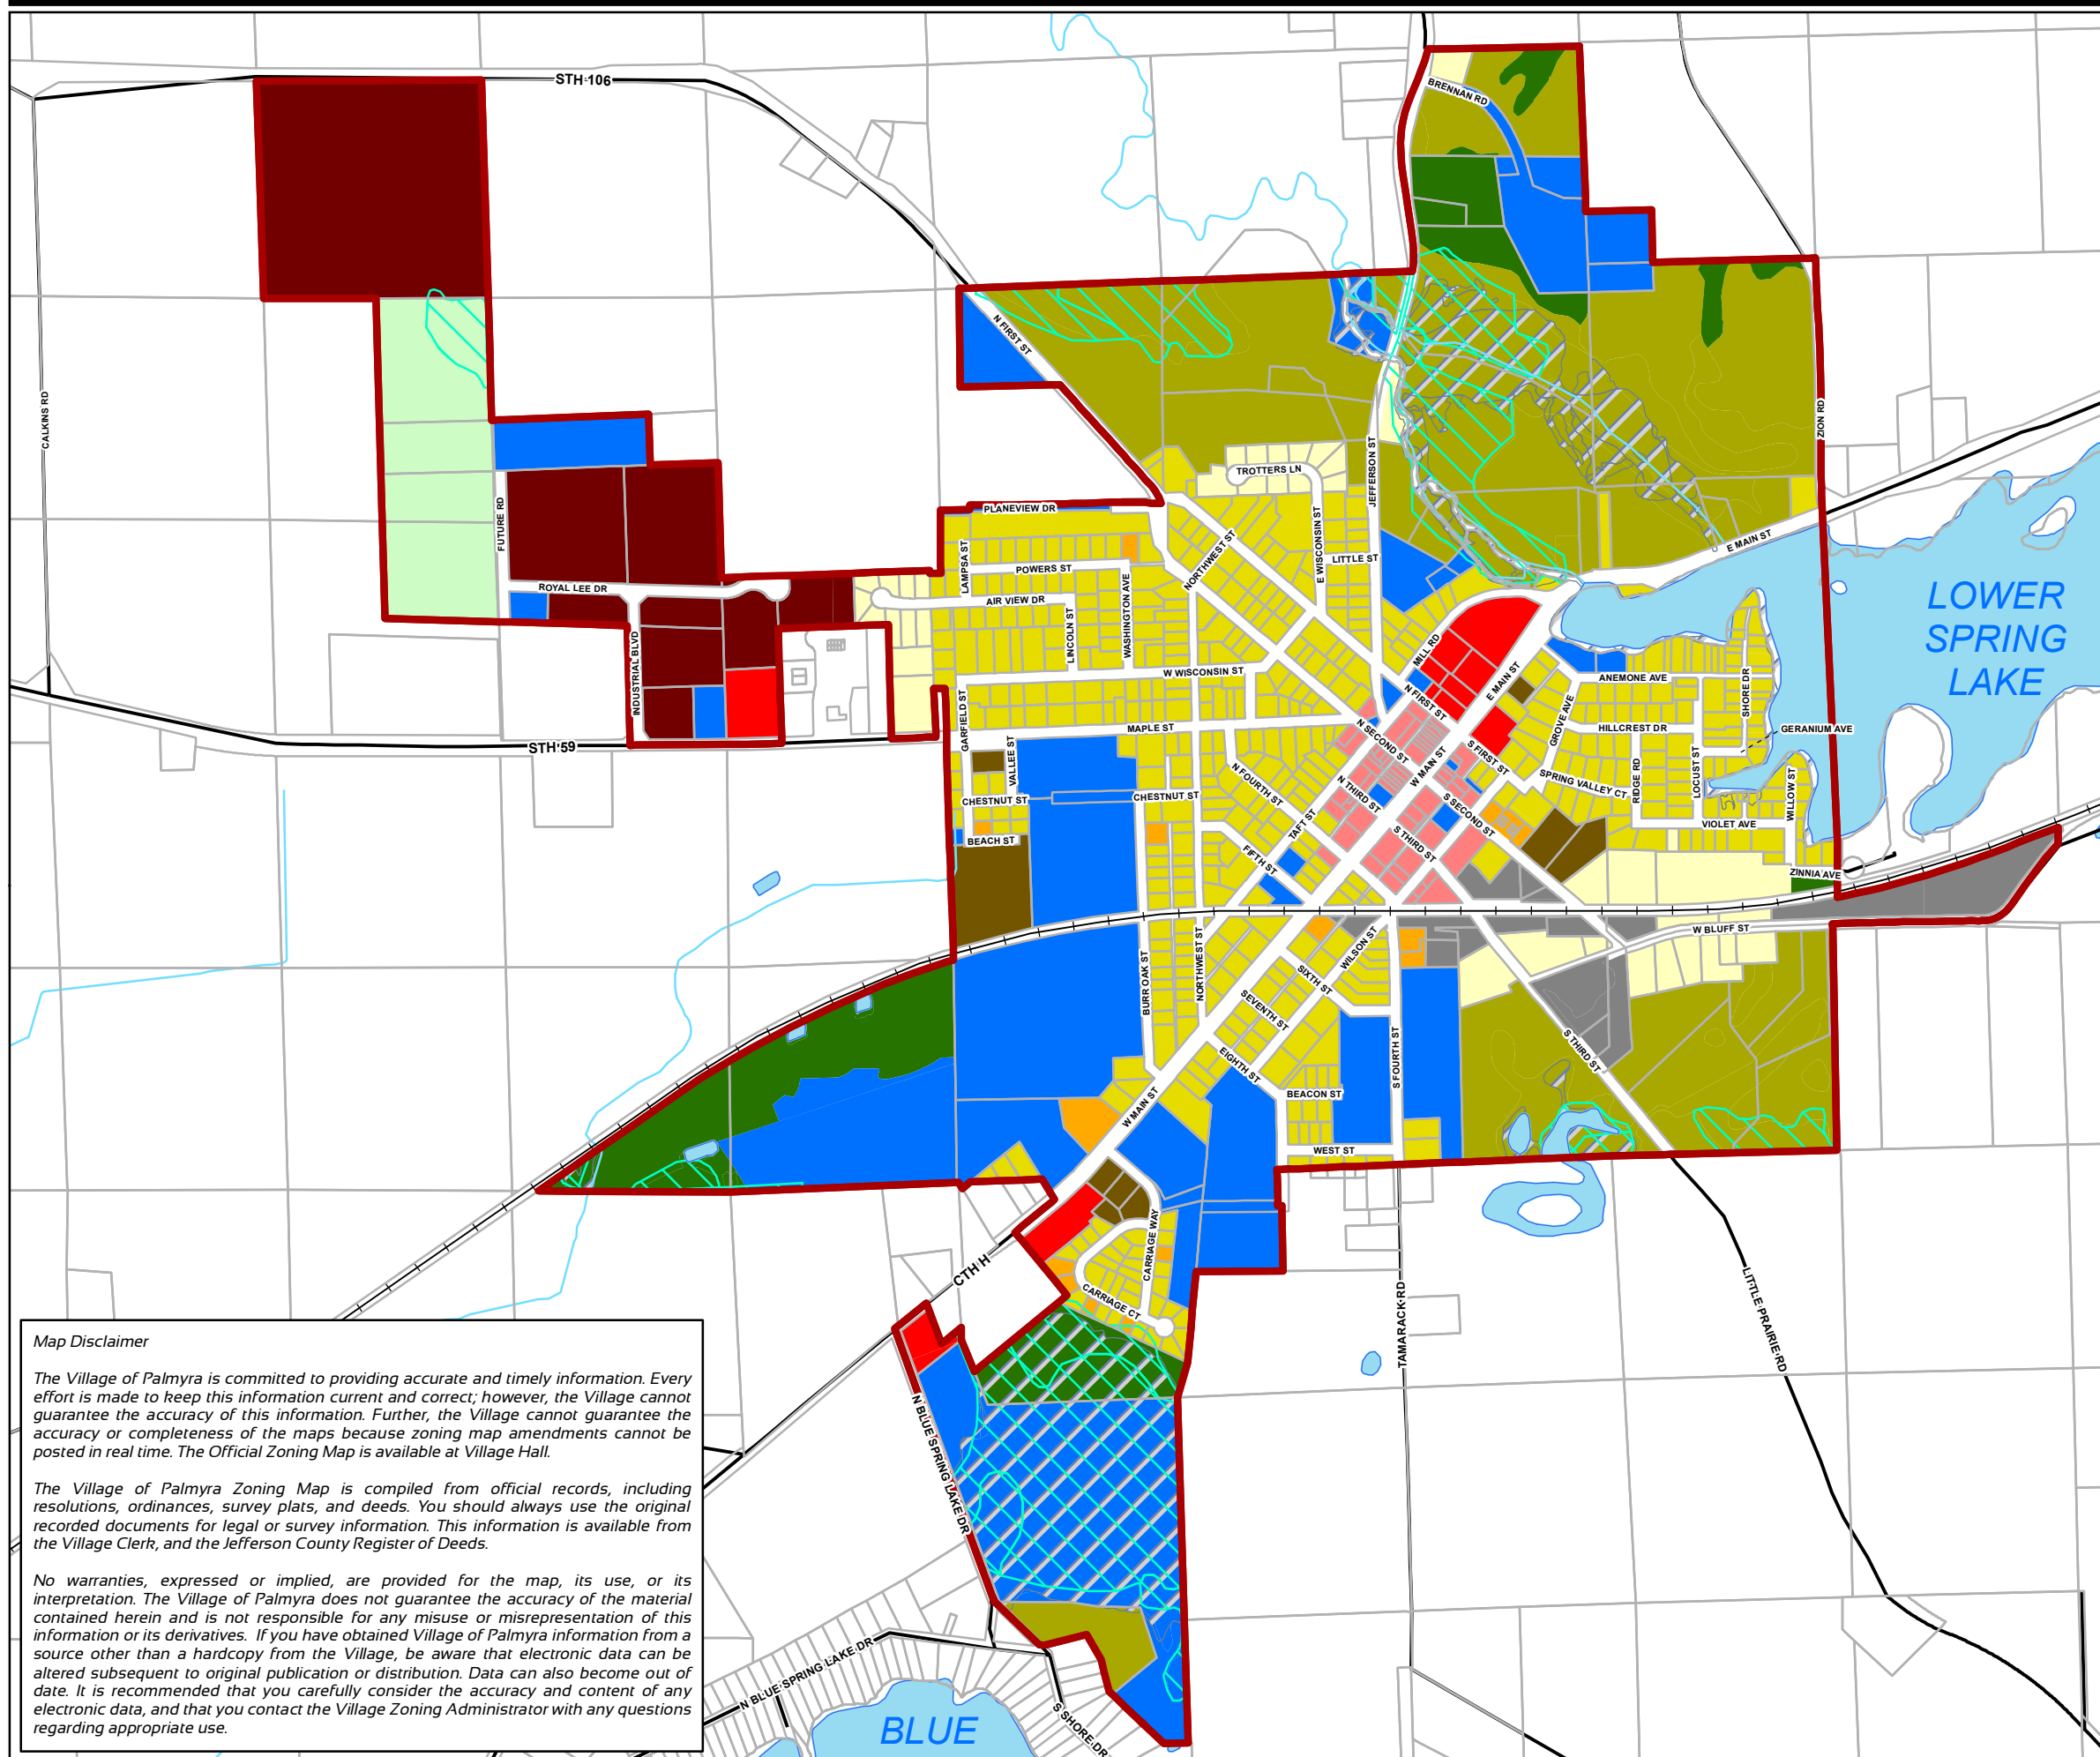 STH 106
BRENNAN RD
N FIRST ST
CALKINS RD
ZION RD
TROTTERS LN
JEFFERSON ST
PLANEVIEW DR
FUTURE RD
E WISCONSIN ST
E MAIN ST
LAMPSA ST
NORTHWEST ST
LITTLE ST
POWERS ST
ROYAL LEE DR
AIR VIEW DR
WASHINGTON AVE
LINCOLN ST
LOWER
SPRING
LAKE
INDUSTRIAL BLVD
MILL RD
W WISCONSIN ST
E MAIN ST
ANEMONE AVE
SHORE DR
N FIRST ST
GARFIELD ST
GROVE AVE
MAPLE ST
HILLCREST DR
GERANIUM AVE
STH 59
VALLEE ST
N SECOND ST
S FIRST ST
W MAIN ST
RIDGE RD
LOCUST ST
N FOURTH ST
N THIRD ST
SPRING VALLEY CT
WILLOW ST
CHESTNUT ST
CHESTNUT ST
S SECOND ST
TAFT ST
VIOLET AVE
BEACH ST
S THIRD ST
FIFTH ST
ZINNIA AVE
W BLUFF ST
WILSON ST
BURR OAK ST
NORTHWEST ST
SIXTH ST
SEVENTH ST
S THIRD ST
S FOURTH ST
EIGHTH ST
BEACON ST
W MAIN ST
WEST ST
CARRIAGE WAY
CTH H
CARRIAGE CT
TAMARACK RD
LITTLE PRAIRIE RD
N BLUE SPRING LAKE DR
N BLUE SPRING LAKE DR
S SHORE DR
BLUE
Map Disclaimer
The Village of Palmyra is committed to providing accurate and timely information. Every
effort is made to keep this information current and correct; however, the Village cannot
guarantee the accuracy of this information. Further, the Village cannot guarantee the
accuracy or completeness of the maps because zoning map amendments cannot be
posted in real time. The Official Zoning Map is available at Village Hall.
The Village of Palmyra Zoning Map is compiled from official records, including
resolutions, ordinances, survey plats, and deeds. You should always use the original
recorded documents for legal or survey information. This information is available from
the Village Clerk, and the Jefferson County Register of Deeds.
No warranties, expressed or implied, are provided for the map, its use, or its
interpretation. The Village of Palmyra does not guarantee the accuracy of the material
contained herein and is not responsible for any misuse or misrepresentation of this
information or its derivatives. If you have obtained Village of Palmyra information from a
source other than a hardcopy from the Village, be aware that electronic data can be
altered subsequent to original publication or distribution. Data can also become out of
date. It is recommended that you carefully consider the accuracy and content of any
electronic data, and that you contact the Village Zoning Administrator with any questions
regarding appropriate use.